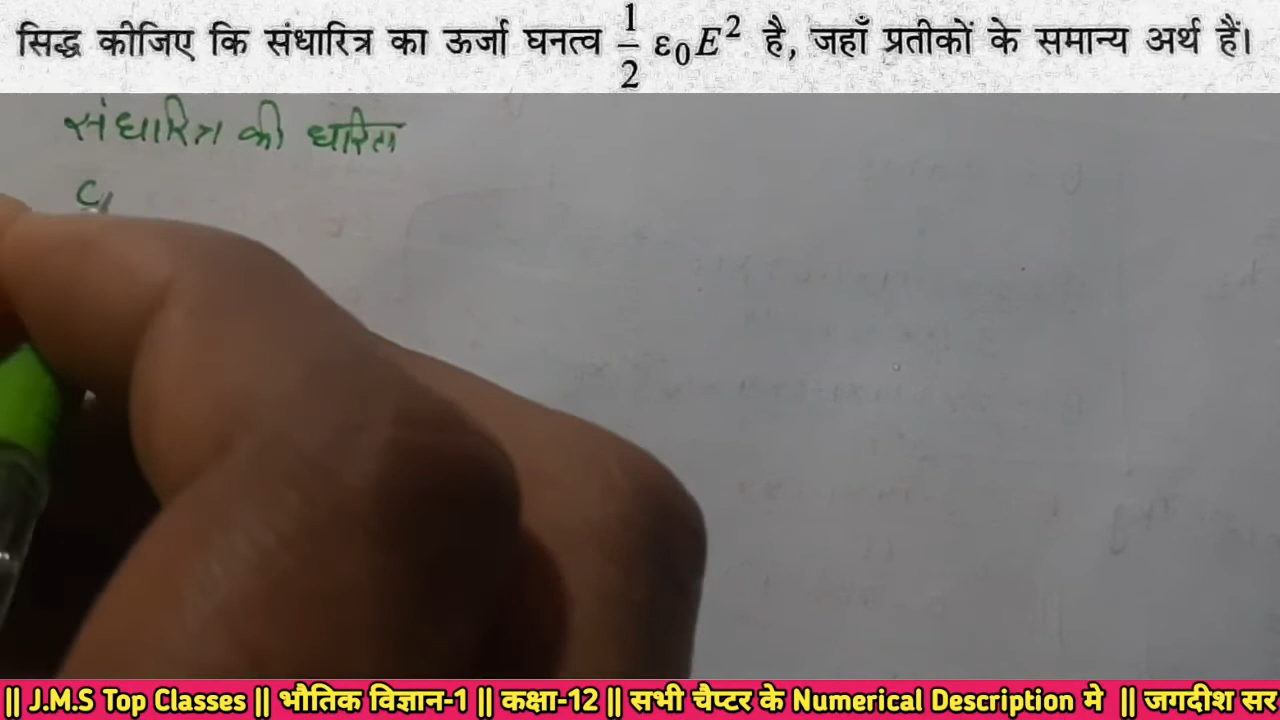 सिद्ध कीजिए कि संधारित्र का ऊर्जा घनत्व 1/2 ε₀E² है, जहाँ प्रतीकों के समान्य अर्थ हैं।
संधारित्र की धारिता
C
|| J.M.S Top Classes || भौतिक विज्ञान-1 || कक्षा-12 || सभी चैप्टर के Numerical Description मे || जगदीश सर